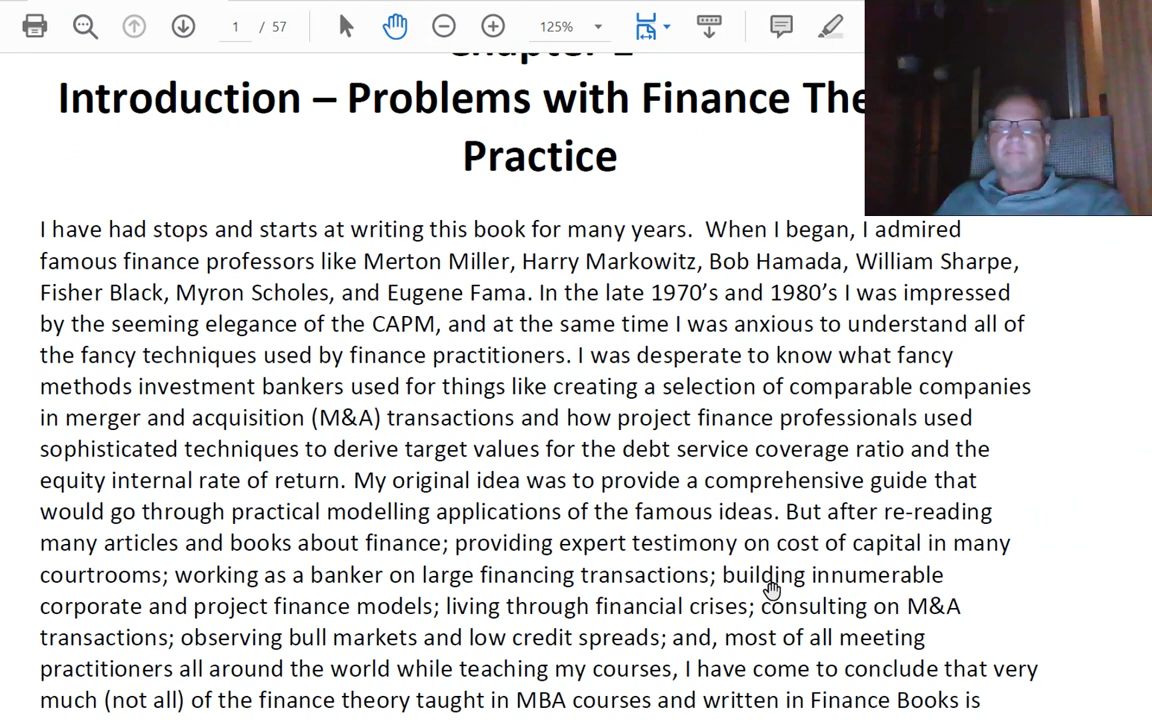 1 / 57
125%
Introduction – Problems with Finance The
Practice
I have had stops and starts at writing this book for many years.  When I began, I admired
famous finance professors like Merton Miller, Harry Markowitz, Bob Hamada, William Sharpe,
Fisher Black, Myron Scholes, and Eugene Fama. In the late 1970’s and 1980’s I was impressed
by the seeming elegance of the CAPM, and at the same time I was anxious to understand all of
the fancy techniques used by finance practitioners. I was desperate to know what fancy
methods investment bankers used for things like creating a selection of comparable companies
in merger and acquisition (M&A) transactions and how project finance professionals used
sophisticated techniques to derive target values for the debt service coverage ratio and the
equity internal rate of return. My original idea was to provide a comprehensive guide that
would go through practical modelling applications of the famous ideas. But after re-reading
many articles and books about finance; providing expert testimony on cost of capital in many
courtrooms; working as a banker on large financing transactions; building innumerable
corporate and project finance models; living through financial crises; consulting on M&A
transactions; observing bull markets and low credit spreads; and, most of all meeting
practitioners all around the world while teaching my courses, I have come to conclude that very
much (not all) of the finance theory taught in MBA courses and written in Finance Books is